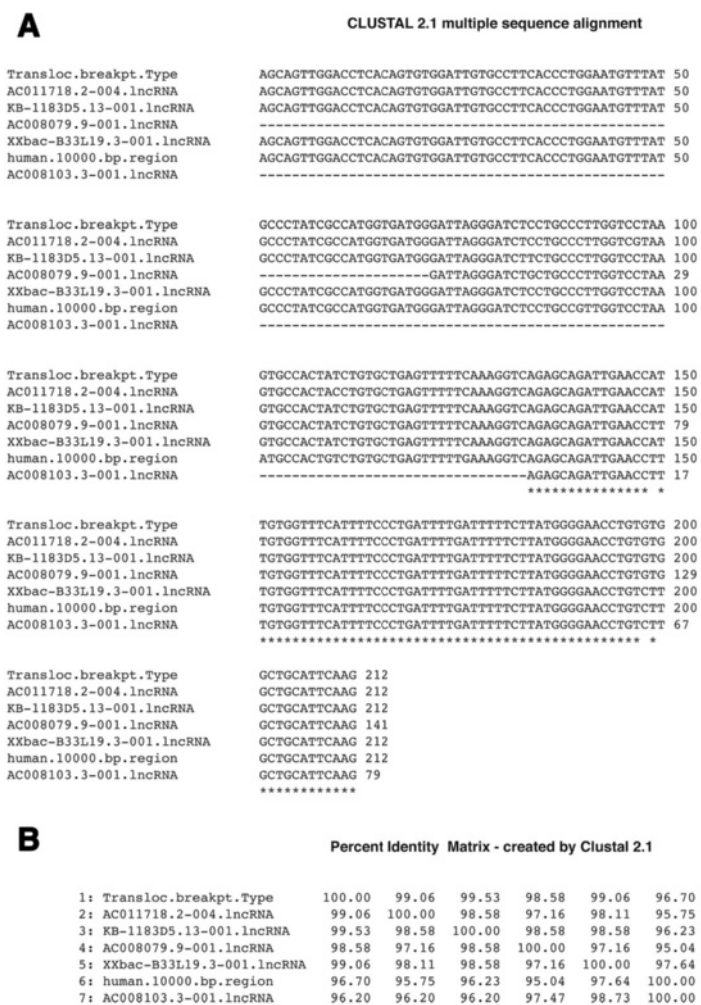 A
CLUSTAL 2.1 multiple sequence alignment
Transloc.breakpt.Type AGCAGTTGGACCTCACAGTGTGGATTGTGCCTTCACCCTGGAATGTTTAT 50
AC011718.2-004.lncRNA AGCAGTTGGACCTCACAGTGTGGATTGTGCCTTCACCCTGGAATGTTTAT 50
KB-1183D5.13-001.lncRNA AGCAGTTGGACCTCACAGTGTGGATTGTGCCTTCACCCTGGAATGTTTAT 50
AC008079.9-001.lncRNA --------------------------------------------------
XXbac-B33L19.3-001.lncRNA AGCAGTTGGACCTCACAGTGTGGATTGTGCCTTCACCCTGGAATGTTTAT 50
human.10000.bp.region AGCAGTTGGACCTCACAGTGTGGATTGTGCCTTCACCCTGGAATGTTTAT 50
AC008103.3-001.lncRNA --------------------------------------------------
Transloc.breakpt.Type GCCCTATCGCCATGGTGATGGGATTAGGGATCTCCTGCCCTTGGTCCTAA 100
AC011718.2-004.lncRNA GCCCTATCGCCATGGTGATGGGATTAGGGATCTCCTGCCCTTGGTCGTAA 100
KB-1183D5.13-001.lncRNA GCCCTATCGCCATGGTGATGGGATTAGGGATCTTCTGCCCTTGGTCCTAA 100
AC008079.9-001.lncRNA ---------------------GATTAGGGATCTGCTGCCCTTGGTCCTAA 29
XXbac-B33L19.3-001.lncRNA GCCCTATCGCCATGGTGATGGGATTAGGGATCTCCTGCCCTTGGTCCTAA 100
human.10000.bp.region GCCCTATCGCCATGGTGATGGGATTAGGGATCTCCTGCCGTTGGTCCTAA 100
AC008103.3-001.lncRNA --------------------------------------------------
Transloc.breakpt.Type GTGCCACTATCTGTGCTGAGTTTTTCAAAGGTCAGAGCAGATTGAACCAT 150
AC011718.2-004.lncRNA GTGCCACTACCTGTGCTGAGTTTTTCAAAGGTCAGAGCAGATTGAACCAT 150
KB-1183D5.13-001.lncRNA GTGCCACTATCTGTGCTGAGTTTTTCAAAGGTCAGAGCAGATTGAACCAT 150
AC008079.9-001.lncRNA GTGCCACTATCTGTGCTGAGTTTTTCAAAGGTCAGAGCAGATTGAACCTT 79
XXbac-B33L19.3-001.lncRNA GTGCCACTATCTGTGCTGAGTTTTTCAAAGGTCAGAGCAGATTGAACCAT 150
human.10000.bp.region ATGCCACTGTCTGTGCTGAGTTTTTGAAAGGTCAGAGCAGATTGAACCTT 150
AC008103.3-001.lncRNA ---------------------------------AGAGCAGATTGAACCTT 17
*************** *
Transloc.breakpt.Type TGTGGTTTCATTTTCCCTGATTTTGATTTTTCTTATGGGGAACCTGTGTG 200
AC011718.2-004.lncRNA TGTGGTTTCATTTTCCCTGATTTTGATTTTTCTTATGGGGAACCTGTGTG 200
KB-1183D5.13-001.lncRNA TGTGGTTTCATTTTCCCTGATTTTGATTTTTCTTATGGGGAACCTGTGTG 200
AC008079.9-001.lncRNA TGTGGTTTCATTTTCCCTGATTTTGATTTTTCTTATGGGGAACCTGTGTG 129
XXbac-B33L19.3-001.lncRNA TGTGGTTTCATTTTCCCTGATTTTGATTTTTCTTATGGGGAACCTGTCTT 200
human.10000.bp.region TGTGGTTTCATTTTCCCTGATTTTGATTTTTCTTATGGGGAACCTGTCTT 200
AC008103.3-001.lncRNA TGTGGTTTCATTTTCCCTGATTTTGATTTTTCTTATGGGGAACCTGTCTT 67
*********************************************** *
Transloc.breakpt.Type GCTGCATTCAAG 212
AC011718.2-004.lncRNA GCTGCATTCAAG 212
KB-1183D5.13-001.lncRNA GCTGCATTCAAG 212
AC008079.9-001.lncRNA GCTGCATTCAAG 141
XXbac-B33L19.3-001.lncRNA GCTGCATTCAAG 212
human.10000.bp.region GCTGCATTCAAG 212
AC008103.3-001.lncRNA GCTGCATTCAAG 79
************
B
Percent Identity Matrix - created by Clustal 2.1
1: Transloc.breakpt.Type 100.00 99.06 99.53 98.58 99.06 96.70
2: AC011718.2-004.lncRNA 99.06 100.00 98.58 97.16 98.11 95.75
3: KB-1183D5.13-001.lncRNA 99.53 98.58 100.00 98.58 98.58 96.23
4: AC008079.9-001.lncRNA 98.58 97.16 98.58 100.00 97.16 95.04
5: XXbac-B33L19.3-001.lncRNA 99.06 98.11 98.58 97.16 100.00 97.64
6: human.10000.bp.region 96.70 95.75 96.23 95.04 97.64 100.00
7: AC008103.3-001.lncRNA 96.20 96.20 96.20 97.47 98.73 100.00